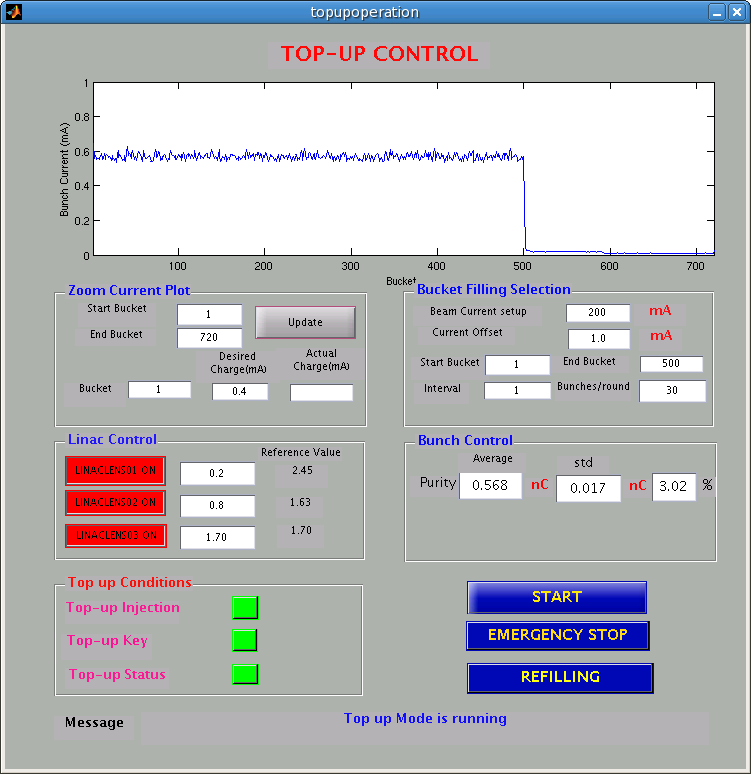 topupoperation
TOP-UP CONTROL
Bunch Current (mA)
1
0.8
0.6
0.4
0.2
0
100 200 300 400 500 600 700
Bucket
Zoom Current Plot
Start Bucket 1 Update
End Bucket 720
Desired Charge(mA)
Actual Charge(mA)
Bucket 1 0.4
Bucket Filling Selection
Beam Current setup 200 mA
Current Offset 1.0 mA
Start Bucket 1 End Bucket 500
Interval 1 Bunches/round 30
Linac Control
Reference Value
LINACLENS01 ON 0.2 2.45
LINACLENS02 ON 0.8 1.63
LINACLENS03 ON 1.70 1.70
Bunch Control
Average std
Purity 0.568 nC 0.017 nC 3.02 %
Top up Conditions
Top-up Injection
Top-up Key
Top-up Status
START
EMERGENCY STOP
REFILLING
Message Top up Mode is running